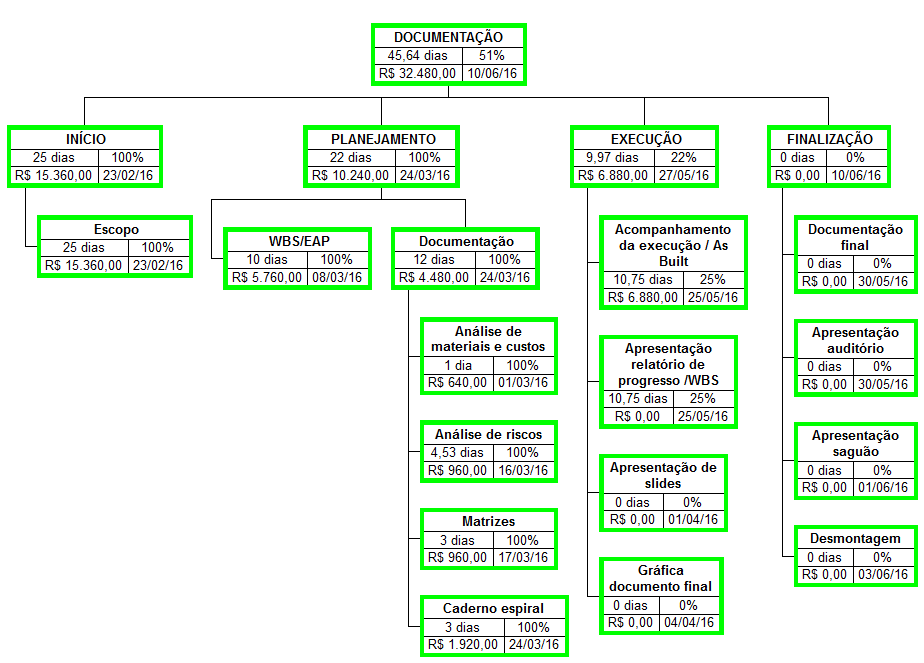 DOCUMENTAÇÃO
45,64 dias 51%
R$ 32.480,00 10/06/16
INÍCIO
25 dias 100%
R$ 15.360,00 23/02/16
Escopo
25 dias 100%
R$ 15.360,00 23/02/16
PLANEJAMENTO
22 dias 100%
R$ 10.240,00 24/03/16
WBS/EAP
10 dias 100%
R$ 5.760,00 08/03/16
Documentação
12 dias 100%
R$ 4.480,00 24/03/16
Análise de
materiais e custos
1 dia 100%
R$ 640,00 01/03/16
Análise de riscos
4,53 dias 100%
R$ 960,00 16/03/16
Matrizes
3 dias 100%
R$ 960,00 17/03/16
Caderno espiral
3 dias 100%
R$ 1.920,00 24/03/16
EXECUÇÃO
9,97 dias 22%
R$ 6.880,00 27/05/16
Acompanhamento
da execução / As
Built
10,75 dias 25%
R$ 6.880,00 25/05/16
Apresentação
relatório de
progresso /WBS
10,75 dias 25%
R$ 0,00 25/05/16
Apresentação de
slides
0 dias 0%
R$ 0,00 01/04/16
Gráfica
documento final
0 dias 0%
R$ 0,00 04/04/16
FINALIZAÇÃO
0 dias 0%
R$ 0,00 10/06/16
Documentação
final
0 dias 0%
R$ 0,00 30/05/16
Apresentação
auditório
0 dias 0%
R$ 0,00 30/05/16
Apresentação
saguão
0 dias 0%
R$ 0,00 01/06/16
Desmontagem
0 dias 0%
R$ 0,00 03/06/16